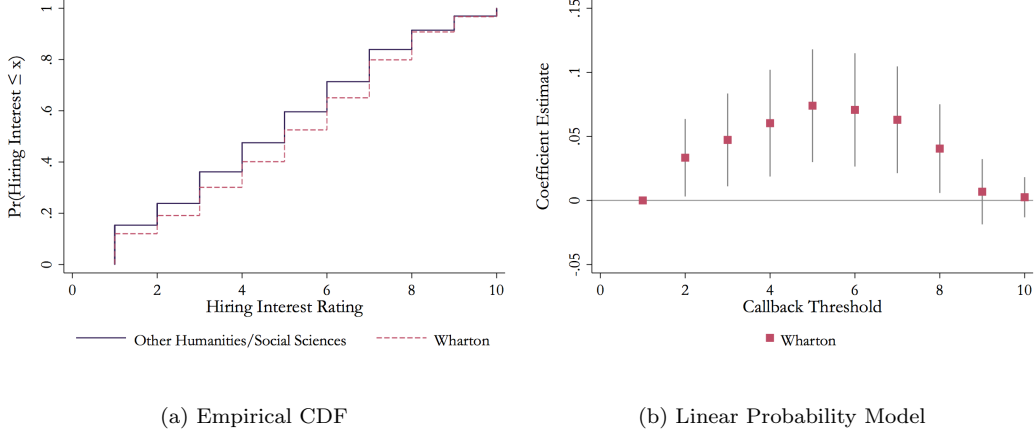 Pr(Hiring Interest ≤ x)
1
.8
.6
.4
.2
0
0 2 4 6 8 10
Hiring Interest Rating
Other Humanities/Social Sciences Wharton
(a) Empirical CDF
Coefficient Estimate
.15
.1
.05
0
-.05
0 2 4 6 8 10
Callback Threshold
Wharton
(b) Linear Probability Model